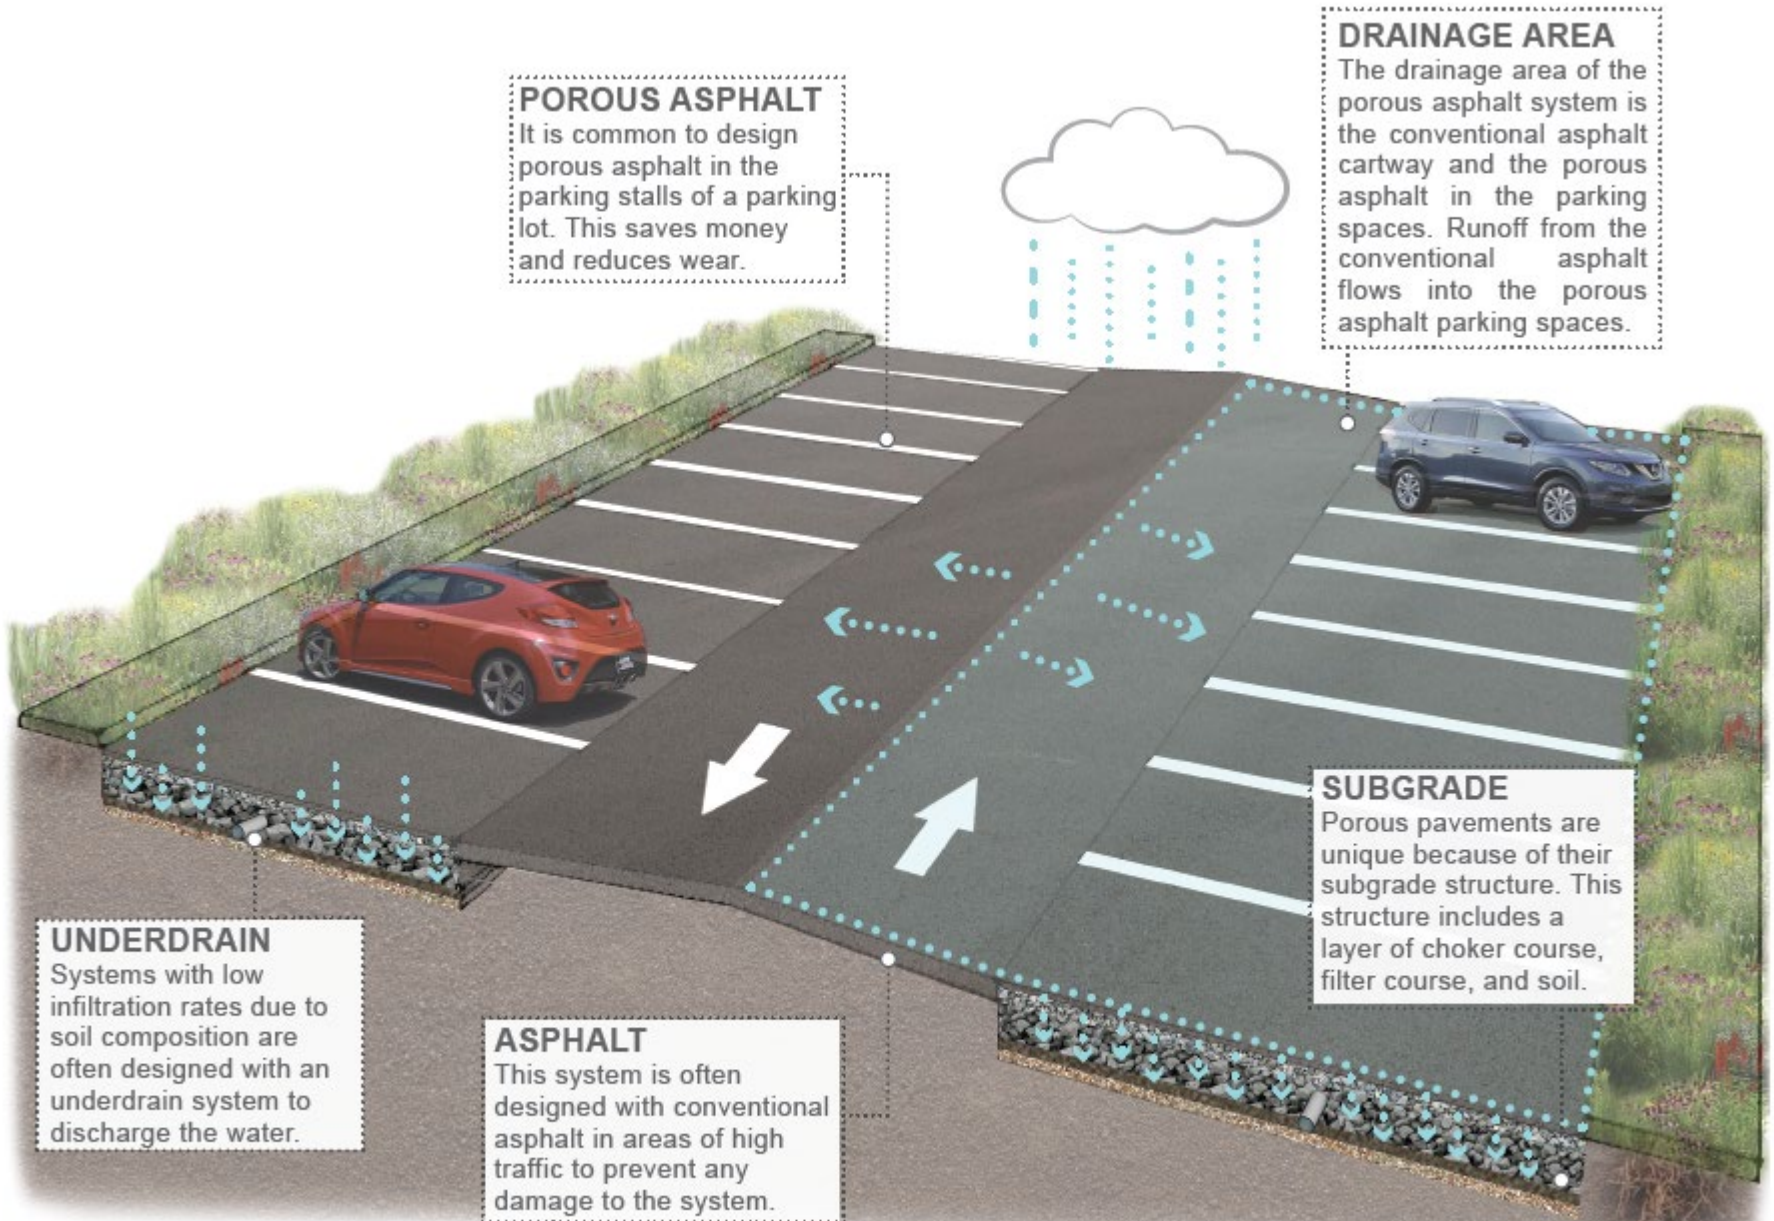 POROUS ASPHALT
It is common to design
porous asphalt in the
parking stalls of a parking
lot. This saves money
and reduces wear.
DRAINAGE AREA
The drainage area of the
porous asphalt system is
the conventional asphalt
cartway and the porous
asphalt in the parking
spaces. Runoff from the
conventional asphalt
flows into the porous
asphalt parking spaces.
SUBGRADE
Porous pavements are
unique because of their
subgrade structure. This
structure includes a
layer of choker course,
filter course, and soil.
UNDERDRAIN
Systems with low
infiltration rates due to
soil composition are
often designed with an
underdrain system to
discharge the water.
ASPHALT
This system is often
designed with conventional
asphalt in areas of high
traffic to prevent any
damage to the system.